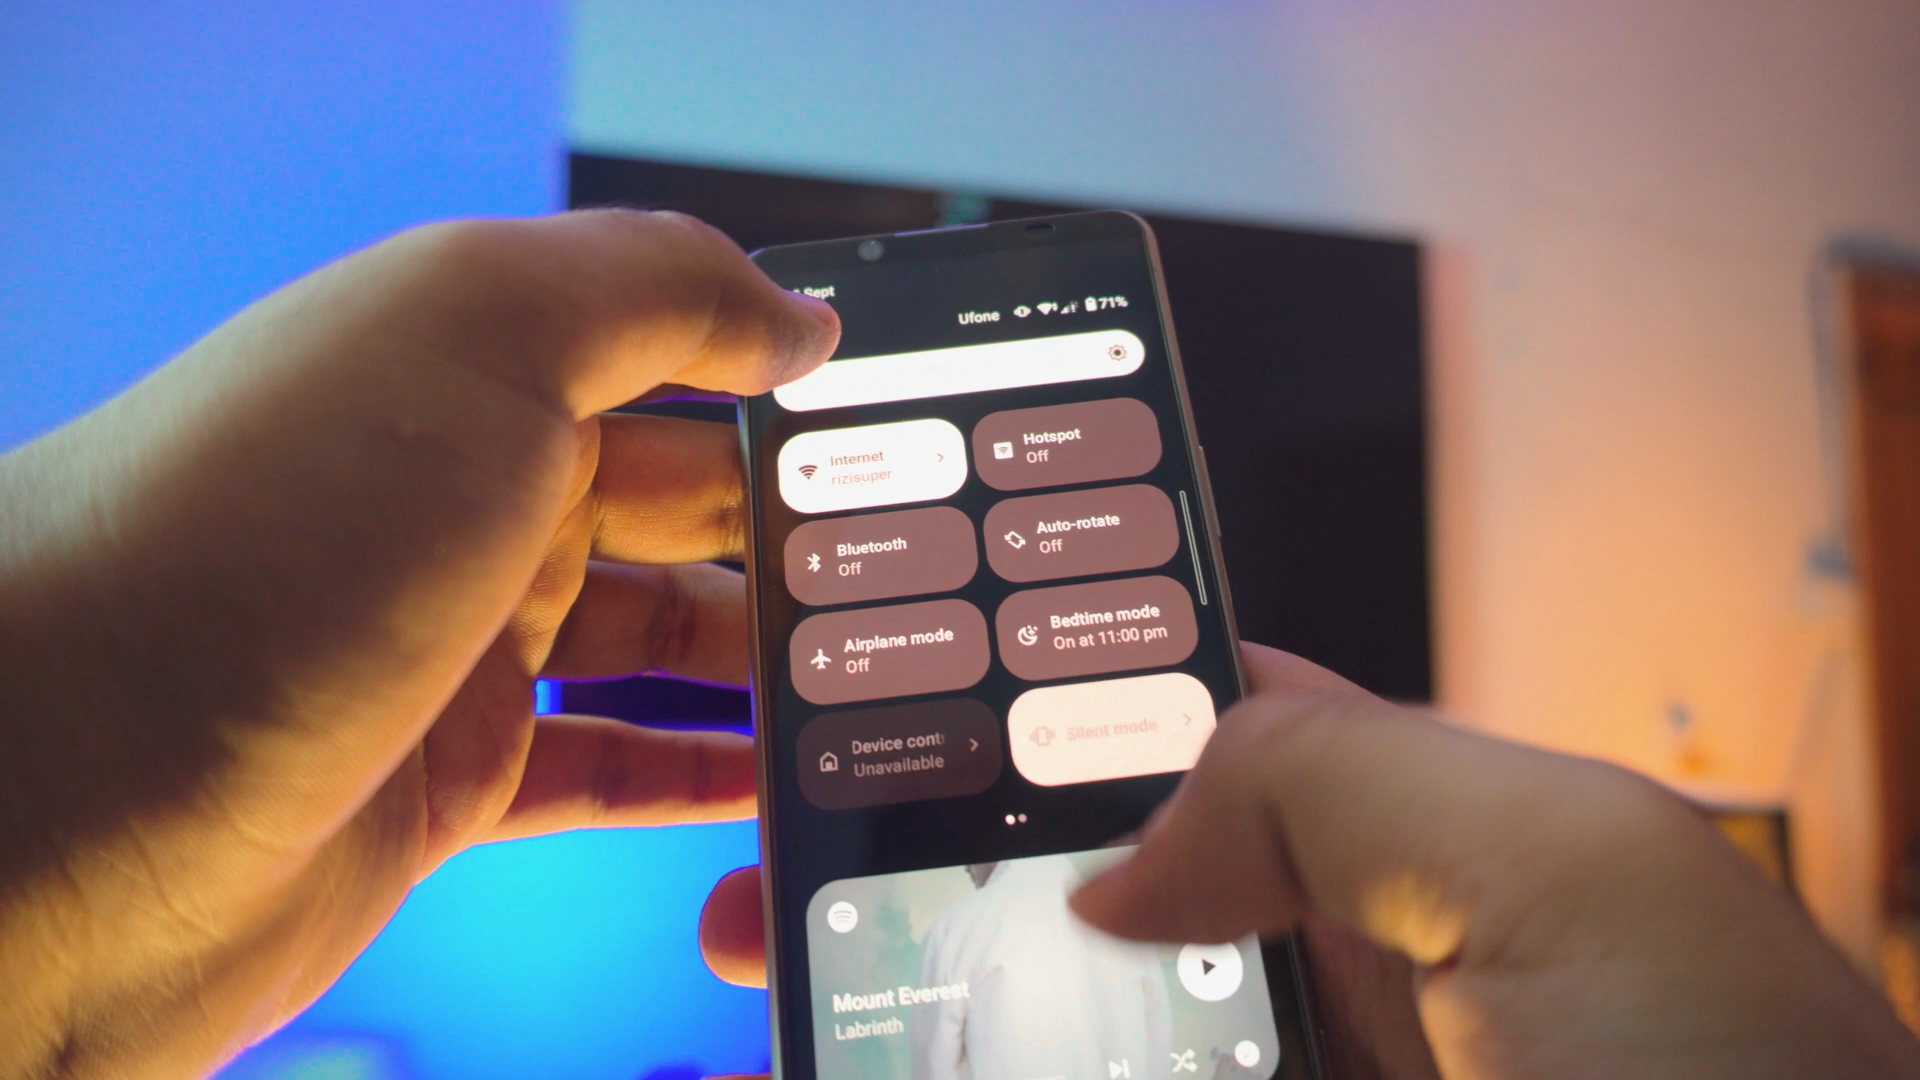 Sept
Ufone 71%
Internet
rizisuper
Hotspot
Off
Bluetooth
Off
Auto-rotate
Off
Airplane mode
Off
Bedtime mode
On at 11:00 pm
Device contr
Unavailable
Silent mode
Mount Everest
Labrinth